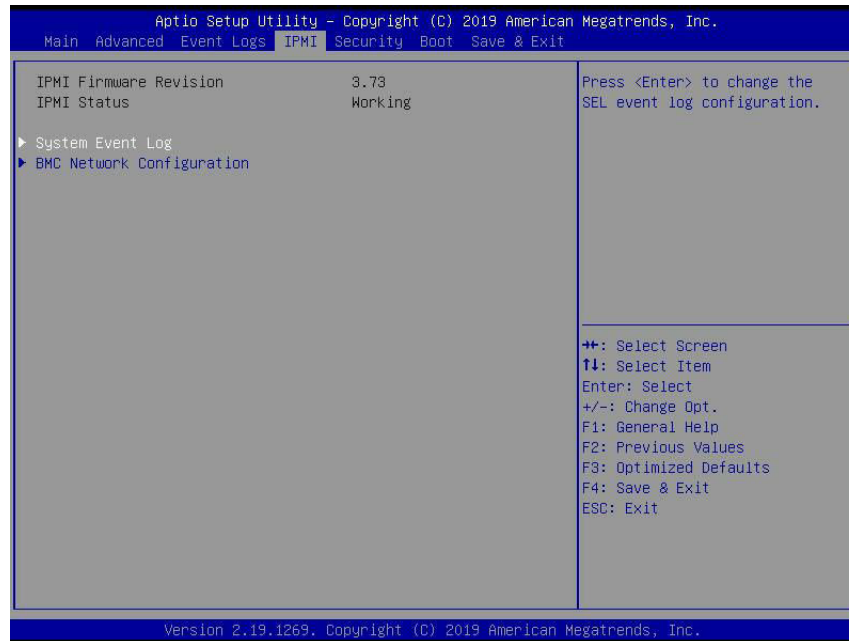 Aptio Setup Utility – Copyright (C) 2019 American Megatrends, Inc.
Main Advanced Event Logs IPMI Security Boot Save & Exit
IPMI Firmware Revision 3.73
IPMI Status Working
▶ System Event Log
▶ BMC Network Configuration
Press <Enter> to change the
SEL event log configuration.
→←: Select Screen
↑↓: Select Item
Enter: Select
+/-: Change Opt.
F1: General Help
F2: Previous Values
F3: Optimized Defaults
F4: Save & Exit
ESC: Exit
Version 2.19.1269. Copyright (C) 2019 American Megatrends, Inc.